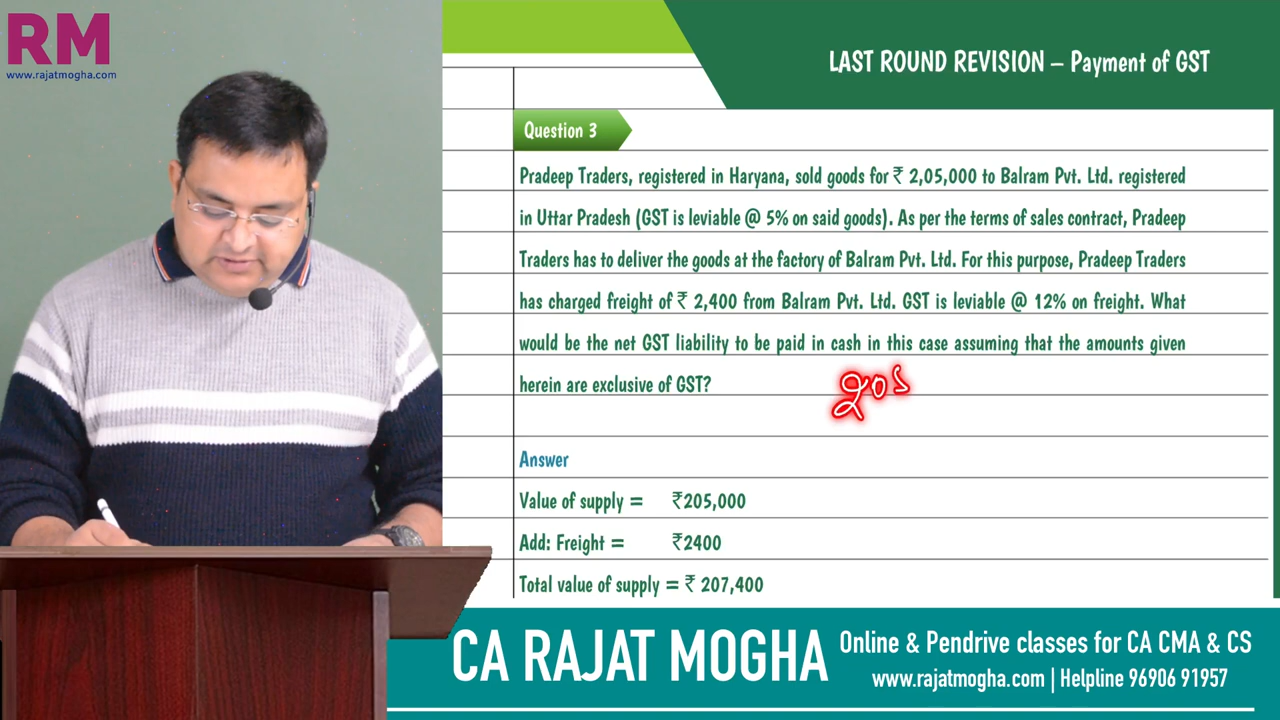 RM
www.rajatmogha.com
LAST ROUND REVISION – Payment of GST
Question 3
Pradeep Traders, registered in Haryana, sold goods for ₹ 2,05,000 to Balram Pvt. Ltd. registered
in Uttar Pradesh (GST is leviable @ 5% on said goods). As per the terms of sales contract, Pradeep
Traders has to deliver the goods at the factory of Balram Pvt. Ltd. For this purpose, Pradeep Traders
has charged freight of ₹ 2,400 from Balram Pvt. Ltd. GST is leviable @ 12% on freight. What
would be the net GST liability to be paid in cash in this case assuming that the amounts given
herein are exclusive of GST?
205
Answer
Value of supply = ₹205,000
Add: Freight = ₹2400
Total value of supply = ₹ 207,400
CA RAJAT MOGHA
Online & Pendrive classes for CA CMA & CS
www.rajatmogha.com | Helpline 96906 91957